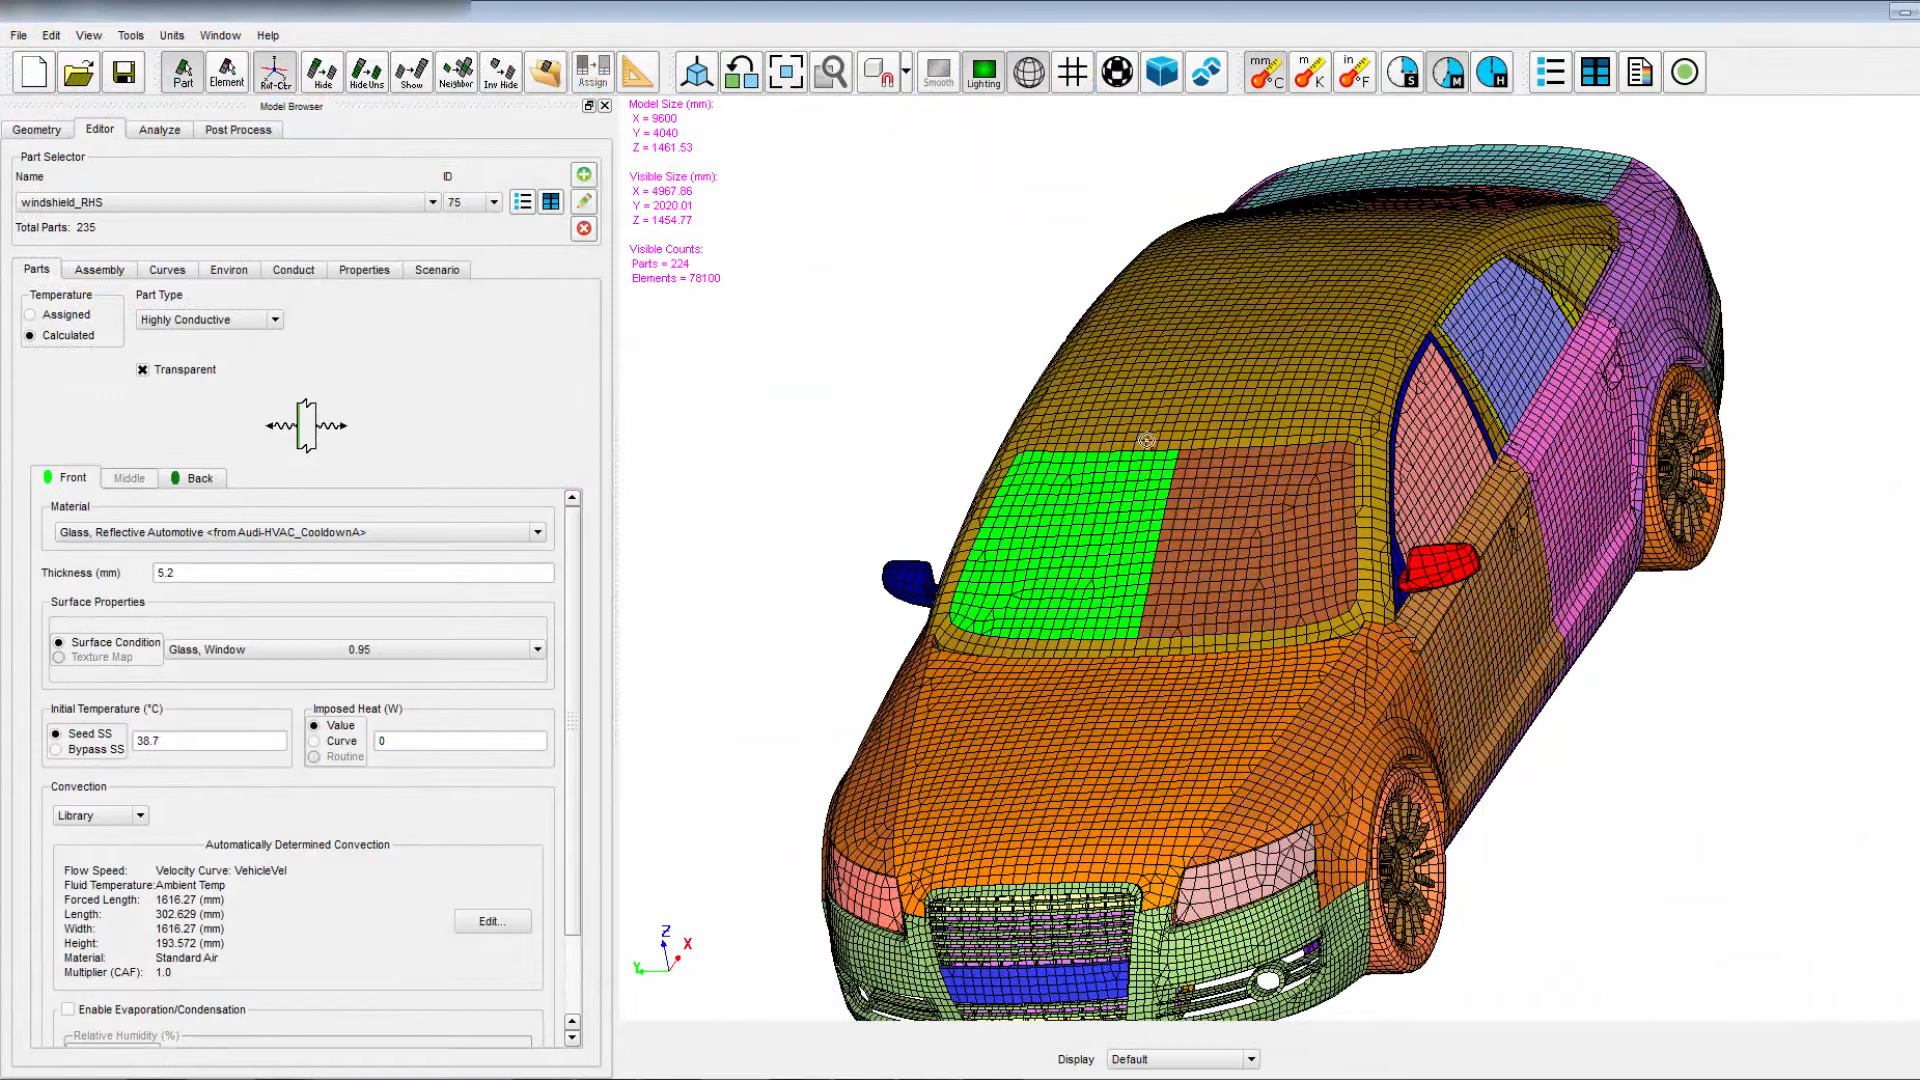 File Edit View Tools Units Window Help
Part Element Rot-Ctr Hide Hide Uns Show Neighbor Inv Hide Assign Smooth Lighting mm °C m K in °F S M H
Model Browser
Geometry Editor Analyze Post Process
Part Selector
Name ID
windshield_RHS 75
Total Parts: 235
Parts Assembly Curves Environ Conduct Properties Scenario
Temperature Part Type
Assigned
Highly Conductive
Calculated
Transparent
Front Middle Back
Material
Glass, Reflective Automotive <from Audi-HVAC_CooldownA>
Thickness (mm) 5.2
Surface Properties
Surface Condition
Texture Map
Glass, Window 0.95
Initial Temperature (°C) Imposed Heat (W)
Seed SS
Bypass SS
38.7
Value
Curve
Routine
0
Convection
Library
Automatically Determined Convection
Flow Speed: Velocity Curve: VehicleVel
Fluid Temperature: Ambient Temp
Forced Length: 1616.27 (mm)
Length: 302.629 (mm)
Width: 1616.27 (mm)
Height: 193.572 (mm)
Material: Standard Air
Multiplier (CAF): 1.0
Edit...
Enable Evaporation/Condensation
Relative Humidity (%)
Model Size (mm):
X = 9600
Y = 4040
Z = 1461.53
Visible Size (mm):
X = 4967.86
Y = 2020.01
Z = 1454.77
Visible Counts:
Parts = 224
Elements = 78100
Z
X
Y
Display Default